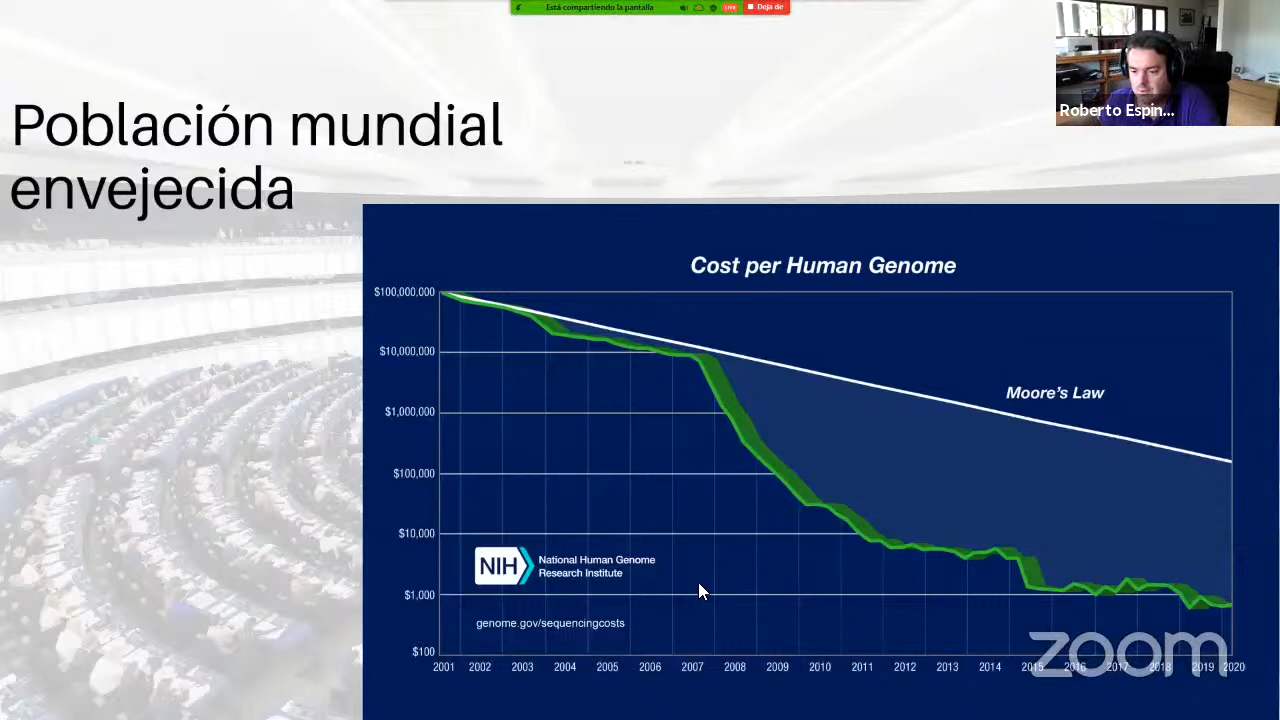 Está compartiendo la pantalla
LIVE
Deja de
Roberto Espin...
Población mundial
envejecida
Cost per Human Genome
$100,000,000
$10,000,000
$1,000,000
$100,000
$10,000
$1,000
$100
Moore's Law
NIH
National Human Genome
Research Institute
genome.gov/sequencingcosts
2001 2002 2003 2004 2005 2006 2007 2008 2009 2010 2011 2012 2013 2014 2015 2016 2017 2018 2019 2020
zoom